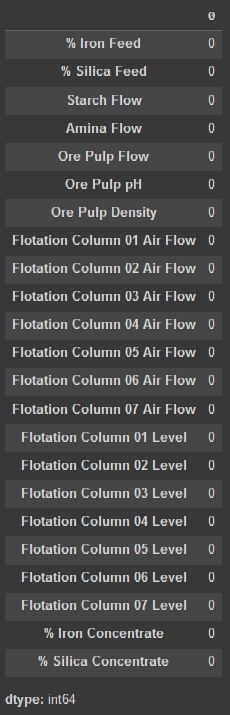 0
% Iron Feed 0
% Silica Feed 0
Starch Flow 0
Amina Flow 0
Ore Pulp Flow 0
Ore Pulp pH 0
Ore Pulp Density 0
Flotation Column 01 Air Flow 0
Flotation Column 02 Air Flow 0
Flotation Column 03 Air Flow 0
Flotation Column 04 Air Flow 0
Flotation Column 05 Air Flow 0
Flotation Column 06 Air Flow 0
Flotation Column 07 Air Flow 0
Flotation Column 01 Level 0
Flotation Column 02 Level 0
Flotation Column 03 Level 0
Flotation Column 04 Level 0
Flotation Column 05 Level 0
Flotation Column 06 Level 0
Flotation Column 07 Level 0
% Iron Concentrate 0
% Silica Concentrate 0
dtype: int64